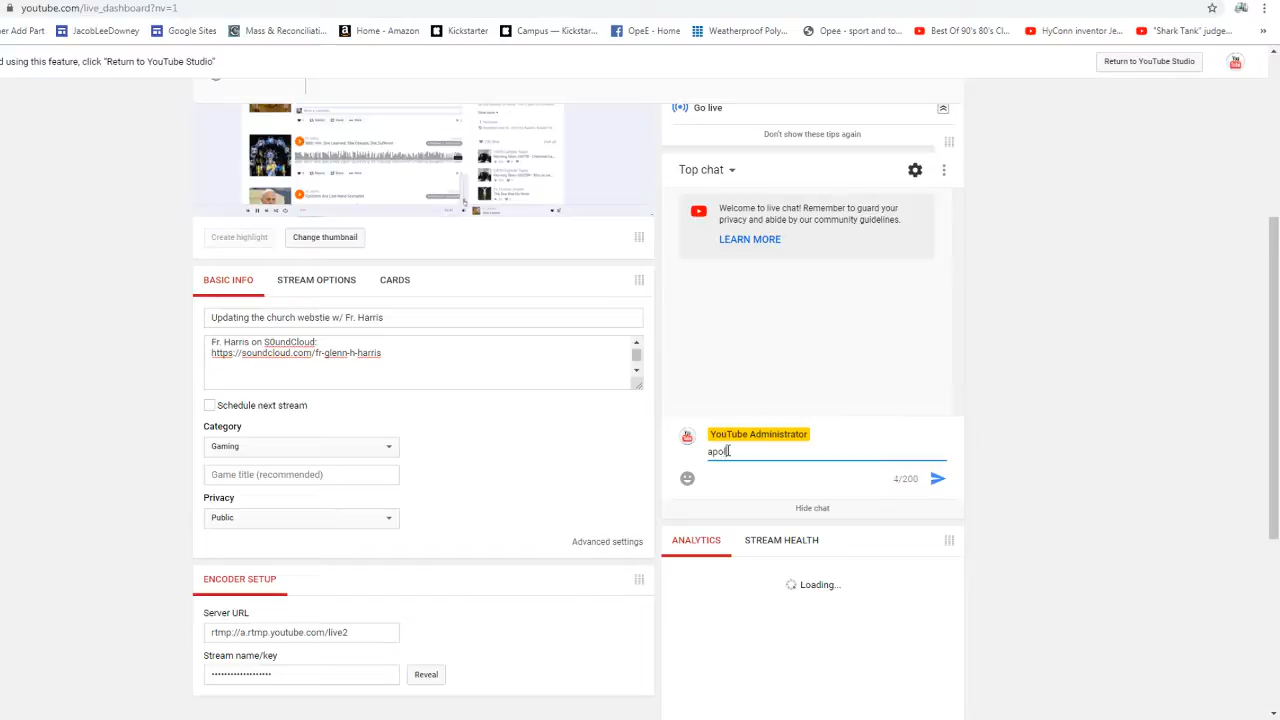 youtube.com/live_dashboard?nv=1
er Add Part JacobLeeDowney Google Sites Mass & Reconciliati... Home - Amazon Kickstarter Campus — Kickstar... OpeE - Home Weatherproof Poly... Opee - sport and to... Best Of 90's 80's Cl... HyConn inventor Je... "Shark Tank" judge... »
d using this feature, click "Return to YouTube Studio"
Return to YouTube Studio
Create highlight
Change thumbnail
BASIC INFO STREAM OPTIONS CARDS
Updating the church webstie w/ Fr. Harris
Fr. Harris on S0undCloud:
https://soundcloud.com/fr-glenn-h-harris
Schedule next stream
Category
Gaming
Game title (recommended)
Privacy
Public
Advanced settings
ENCODER SETUP
Server URL
rtmp://a.rtmp.youtube.com/live2
Stream name/key
•••••••••••••••••••
Reveal
Go live
Don't show these tips again
Top chat
Welcome to live chat! Remember to guard your
privacy and abide by our community guidelines.
LEARN MORE
YouTube Administrator
apol
4/200
Hide chat
ANALYTICS STREAM HEALTH
Loading...